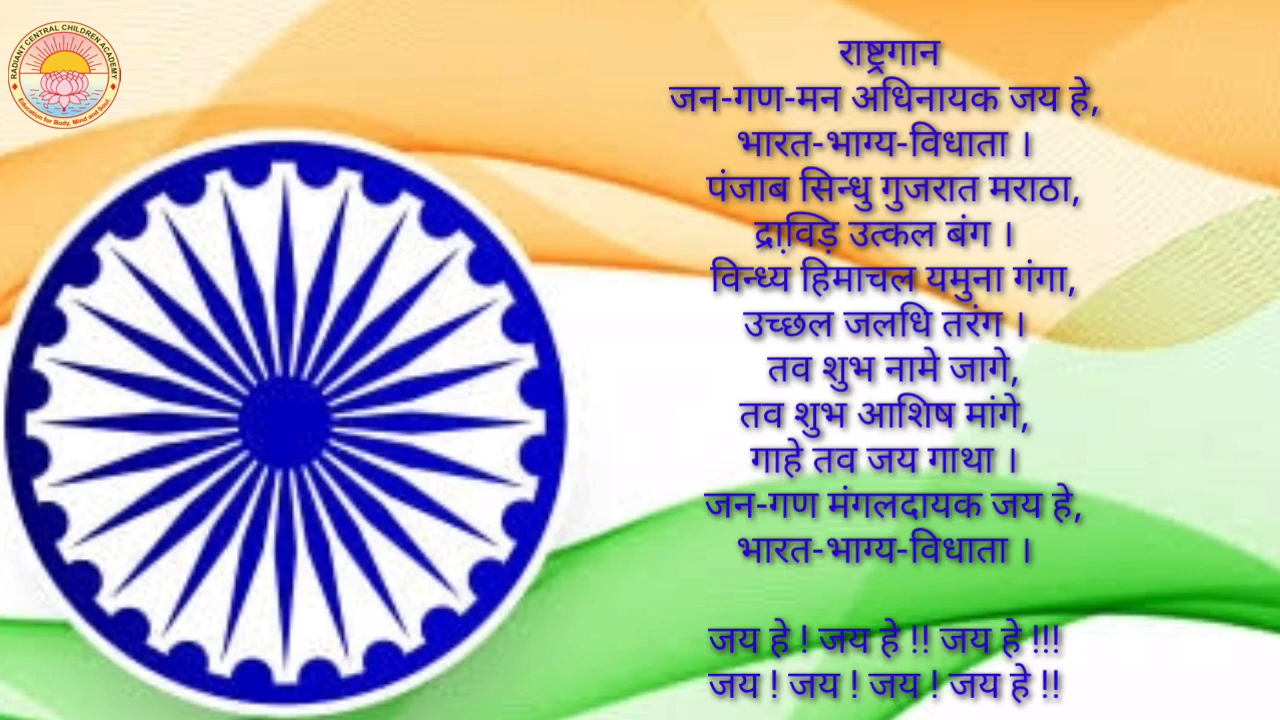 RADIANT CENTRAL CHILDREN ACADEMY
Education for Body, Mind and Soul.
राष्ट्रगान
जन-गण-मन अधिनायक जय हे,
भारत-भाग्य-विधाता ।
पंजाब सिन्धु गुजरात मराठा,
द्रा़विड़ उत्कल बंग ।
विन्ध्य हिमाचल यमुना गंगा,
उच्छल जलधि तरंग ।
तव शुभ नामे जागे,
तव शुभ आशिष मांगे,
गाहे तव जय गाथा ।
जन-गण मंगलदायक जय हे,
भारत-भाग्य-विधाता ।
जय हे ! जय हे !! जय हे !!!
जय ! जय ! जय ! जय हे !!